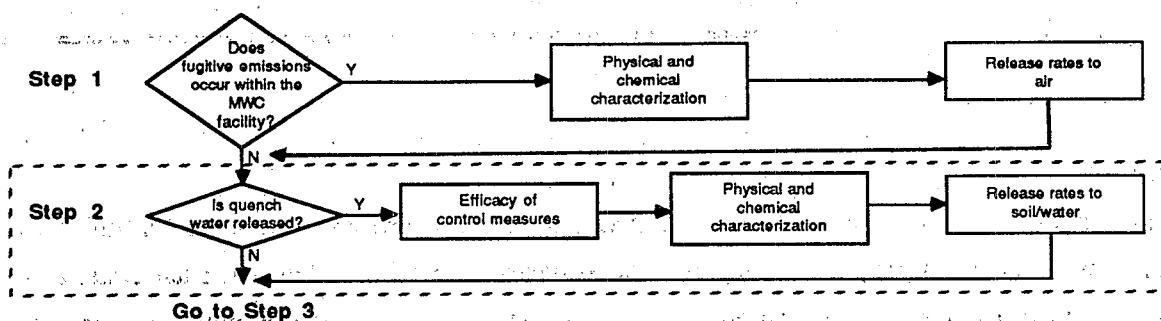 Step 1
Does
fugitive emissions
occur within the
MWC
facility?
Y
Physical and
chemical
characterization
Release rates to
air
N
Step 2
Is quench
water released?
Y
Efficacy of
control measures
Physical and
chemical
characterization
Release rates to
soil/water
N
Go to Step 3